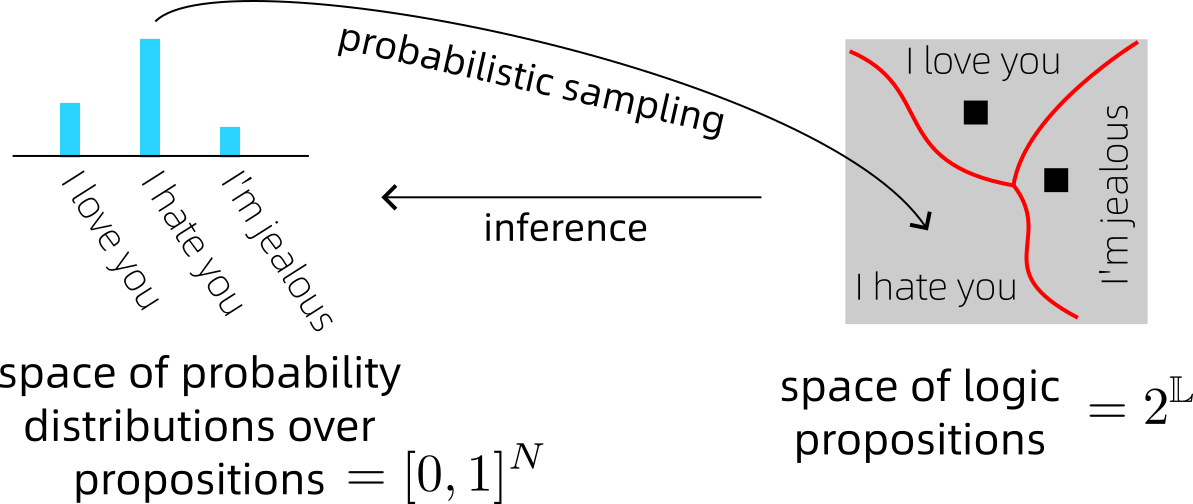 probabilistic sampling
I love you
I'm jealous
I hate you
inference
I love you
I hate you
I'm jealous
space of probability
distributions over
propositions = [0, 1]^N
space of logic
propositions = 2^𝕃